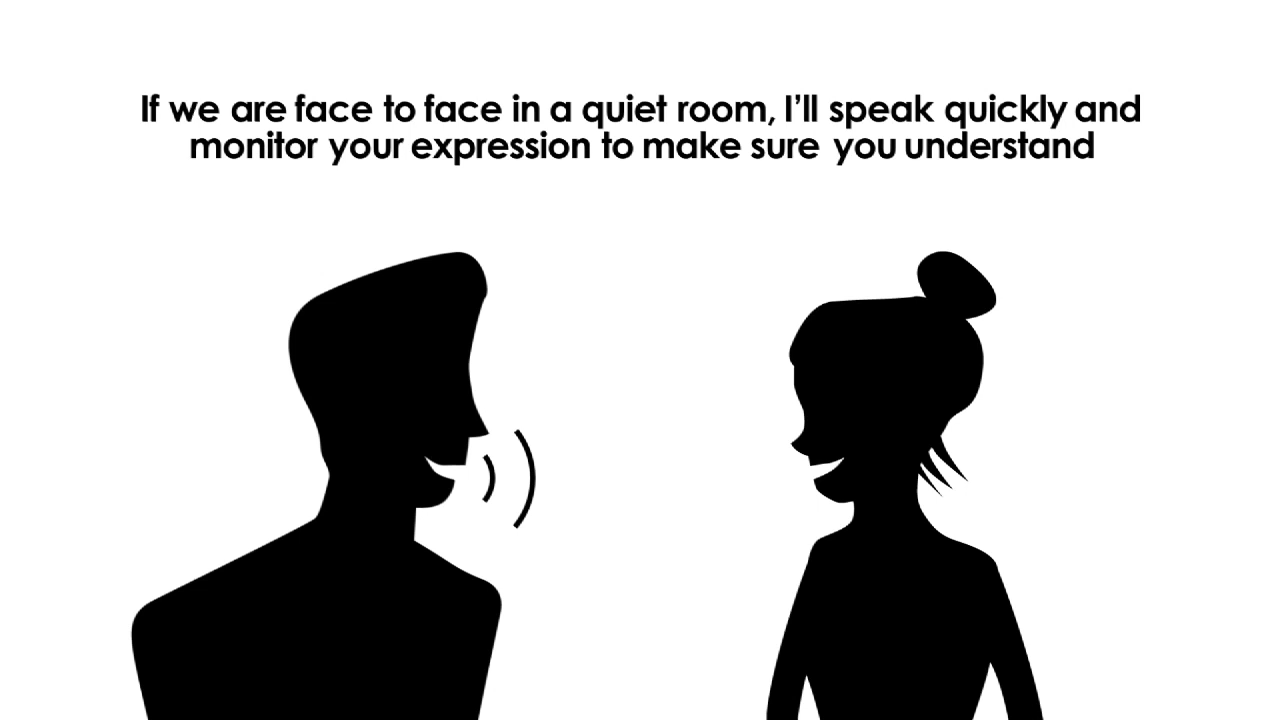 If we are face to face in a quiet room, I’ll speak quickly and
monitor your expression to make sure you understand